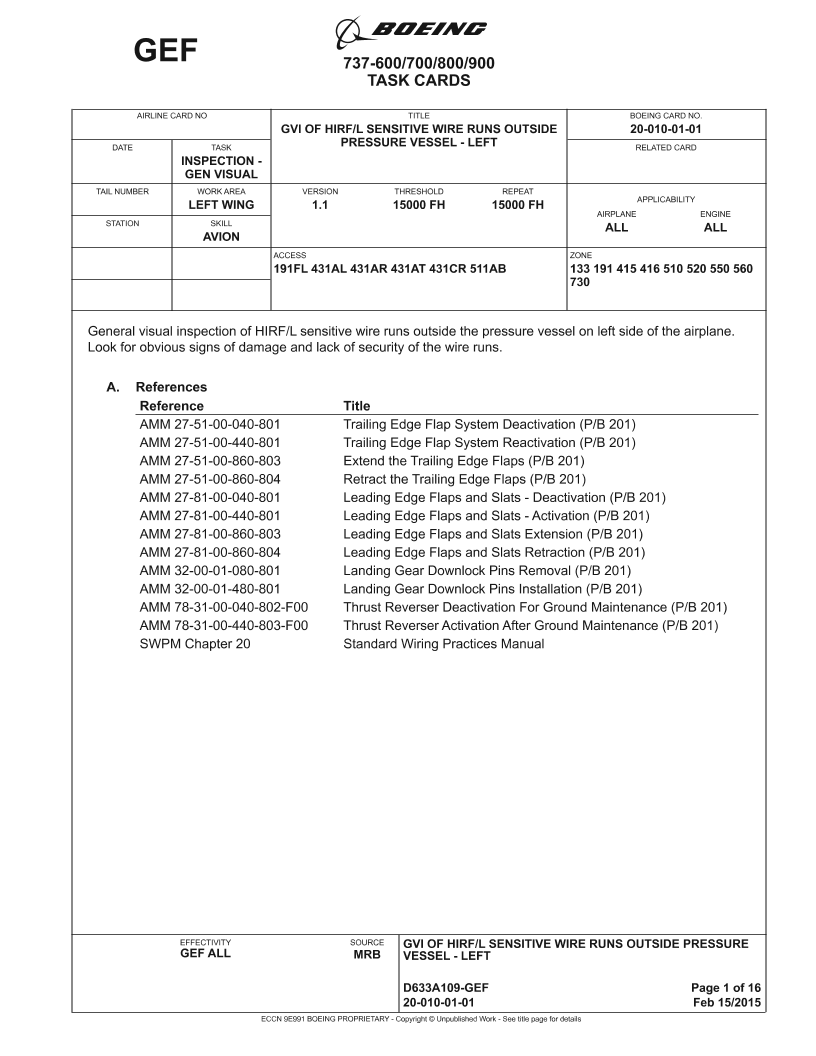 GEF
BOEING
737-600/700/800/900
TASK CARDS
AIRLINE CARD NO
TITLE
GVI OF HIRF/L SENSITIVE WIRE RUNS OUTSIDE
PRESSURE VESSEL - LEFT
BOEING CARD NO.
20-010-01-01
DATE
TASK
INSPECTION -
GEN VISUAL
RELATED CARD
TAIL NUMBER
WORK AREA
LEFT WING
VERSION
1.1
THRESHOLD
15000 FH
REPEAT
15000 FH
APPLICABILITY
AIRPLANE
ALL
ENGINE
ALL
STATION
SKILL
AVION
ACCESS
191FL 431AL 431AR 431AT 431CR 511AB
ZONE
133 191 415 416 510 520 550 560
730
General visual inspection of HIRF/L sensitive wire runs outside the pressure vessel on left side of the airplane.
Look for obvious signs of damage and lack of security of the wire runs.
A. References
Reference Title
AMM 27-51-00-040-801 Trailing Edge Flap System Deactivation (P/B 201)
AMM 27-51-00-440-801 Trailing Edge Flap System Reactivation (P/B 201)
AMM 27-51-00-860-803 Extend the Trailing Edge Flaps (P/B 201)
AMM 27-51-00-860-804 Retract the Trailing Edge Flaps (P/B 201)
AMM 27-81-00-040-801 Leading Edge Flaps and Slats - Deactivation (P/B 201)
AMM 27-81-00-440-801 Leading Edge Flaps and Slats - Activation (P/B 201)
AMM 27-81-00-860-803 Leading Edge Flaps and Slats Extension (P/B 201)
AMM 27-81-00-860-804 Leading Edge Flaps and Slats Retraction (P/B 201)
AMM 32-00-01-080-801 Landing Gear Downlock Pins Removal (P/B 201)
AMM 32-00-01-480-801 Landing Gear Downlock Pins Installation (P/B 201)
AMM 78-31-00-040-802-F00 Thrust Reverser Deactivation For Ground Maintenance (P/B 201)
AMM 78-31-00-440-803-F00 Thrust Reverser Activation After Ground Maintenance (P/B 201)
SWPM Chapter 20 Standard Wiring Practices Manual
EFFECTIVITY
GEF ALL
SOURCE
MRB
GVI OF HIRF/L SENSITIVE WIRE RUNS OUTSIDE PRESSURE
VESSEL - LEFT
D633A109-GEF Page 1 of 16
20-010-01-01 Feb 15/2015
ECCN 9E991 BOEING PROPRIETARY - Copyright © Unpublished Work - See title page for details